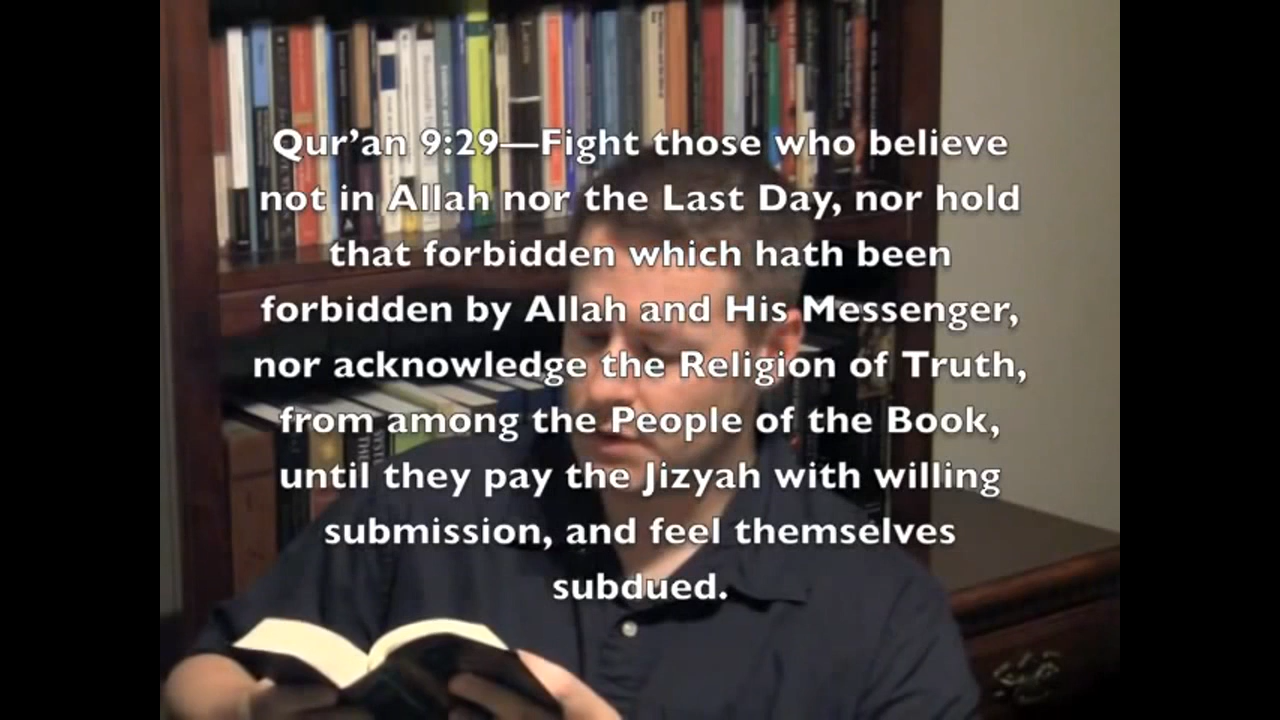 Qur’an 9:29—Fight those who believe
not in Allah nor the Last Day, nor hold
that forbidden which hath been
forbidden by Allah and His Messenger,
nor acknowledge the Religion of Truth,
from among the People of the Book,
until they pay the Jizyah with willing
submission, and feel themselves
subdued.